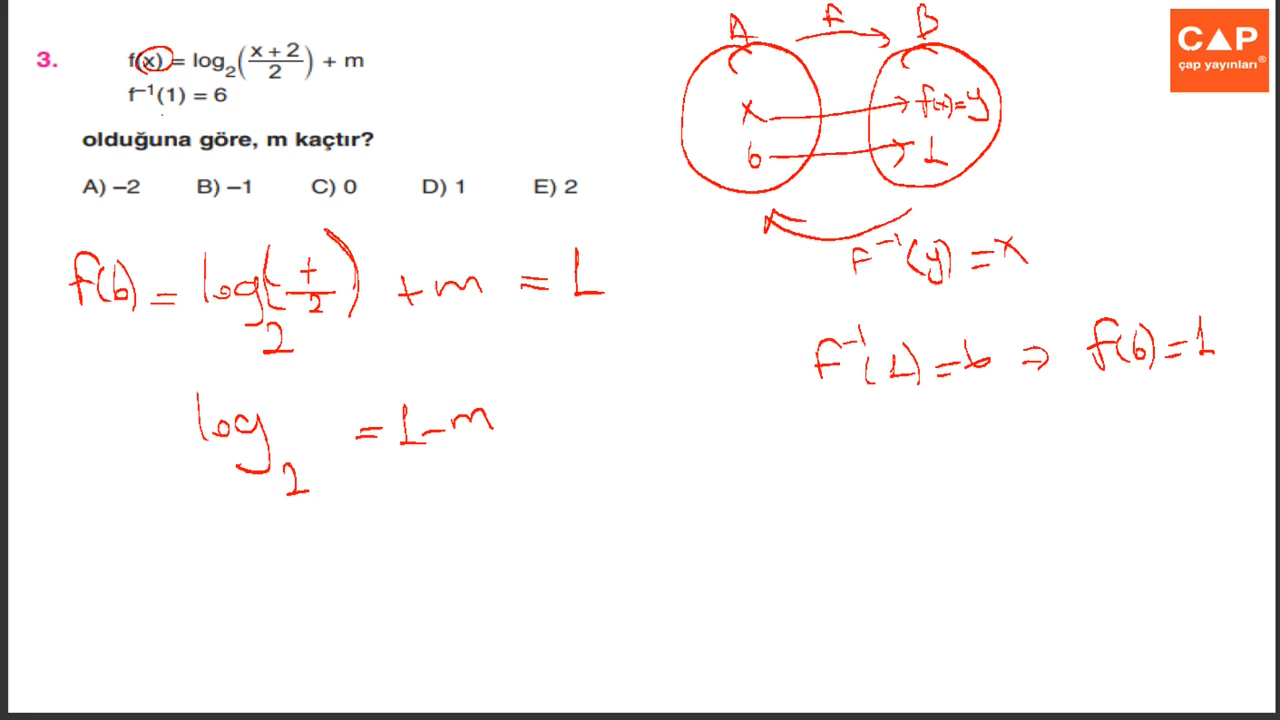 3.
f(x) = log₂((x + 2)/2) + m
f⁻¹(1) = 6
olduğuna göre, m kaçtır?
A) –2 B) –1 C) 0 D) 1 E) 2
ÇAP
çap yayınları®
A F B
x → f(x)=y
6 → 1
F⁻¹(y) = x
F⁻¹(1) = 6 ⇒ f(6) = 1
f(6) = log₂(+/2) + m = 1
log₂ = 1 - m